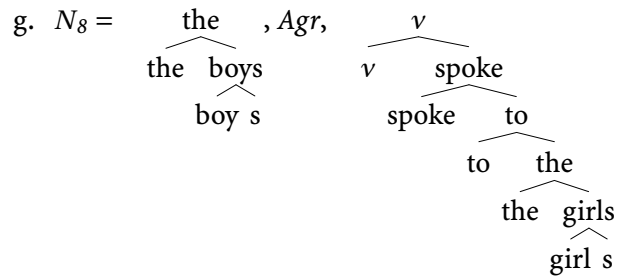 g. N₈ = the , Agr, v
the boys v spoke
boy s spoke to
to the
the girls
girl s